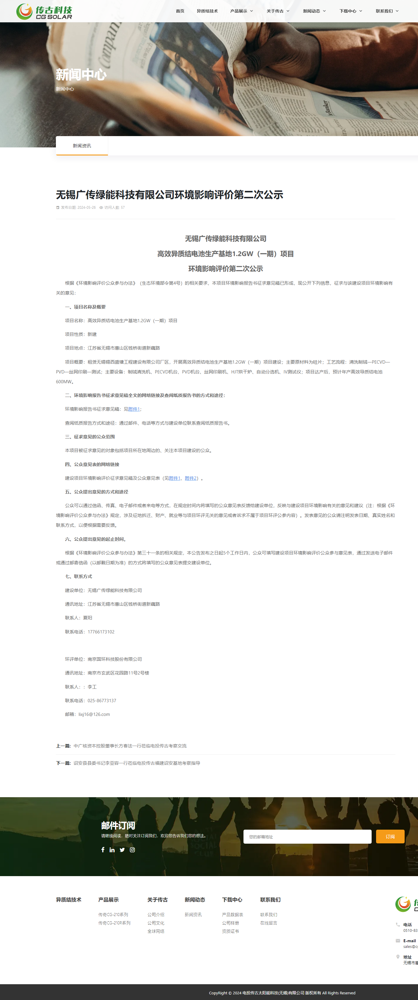 传古科技
CG SOLAR
首页 异质结技术 产品展示 关于传古 新闻动态 下载中心 联系我们
新闻中心
新闻中心
新闻资讯
无锡广传绿能科技有限公司环境影响评价第二次公示
发布日期: 2024-05-26 访问人数: 57
无锡广传绿能科技有限公司
高效异质结电池生产基地1.2GW（一期）项目
环境影响评价第二次公示
根据《环境影响评价公众参与办法》（生态环境部令第4号）的相关要求，本项目环境影响报告书征求意见稿已形成，现公开下列信息，征求与该建设项目环境影响有
关的意见：
一、项目名称及概要
项目名称：高效异质结电池生产基地1.2GW（一期）项目
项目性质：新建
项目地点：江苏省无锡市惠山区钱桥街道新藕路
项目概要：租赁无锡锡西盛塘工程建设有限公司厂区，开展高效异质结电池生产基地1.2GW（一期）项目建设；主要原材料为硅片；工艺流程：清洗制绒—PECVD—
PVD—丝网印刷—测试；主要设备：制绒清洗机、PECVD机台、PVD机台、丝网印刷机、HJT烘干炉、自动分选机、IV测试仪；项目达产后，预计年产高效异质结电池
600MW。
二、环境影响报告书征求意见稿全文的网络链接及查阅纸质报告书的方式和途径：
环境影响报告书征求意见稿：见附件1；
查阅纸质报告方式和途径：通过邮件、电话等方式与建设单位联系查阅纸质报告书。
三、征求意见的公众范围
本项目被征求意见的对象包括项目所在地周边的、关注本项目建设的公众。
四、公众意见表的网络链接
建设项目环境影响评价征求意见稿及公众意见表（见附件1、附件2）。
五、公众提出意见的方式和途径
公众可以通过信函、传真、电子邮件或者来电等方式，在规定时间内将填写的公众意见表反馈给建设单位，反映与建设项目环境影响有关的意见和建议（注：根据《环
境影响评价公众参与办法》规定，涉及征地拆迁、财产、就业等与项目环评无关的意见或者诉求不属于项目环评公参内容）。发表意见的公众请注明发表日期、真实姓名和
联系方式，以便根据需要反馈。
六、公众提出意见的起止时间。
根据《环境影响评价公众参与办法》第三十一条的相关规定，本公告发布之日起5个工作日内，公众可填写建设项目环境影响评价公众参与意见表，通过发送电子邮件
或通过邮寄信函（以邮戳日期为准）的方式将填写的公众意见表提交建设单位。
七、联系方式
建设单位：无锡广传绿能科技有限公司
通讯地址：江苏省无锡市惠山区钱桥街道新藕路
联系人：夏阳
联系电话：17766173102
环评单位：南京国环科技股份有限公司
通讯地址：南京市玄武区花园路11号2号楼
联系人：：李工
联系电话：025-86773137
邮箱：lixj16@126.com
上一篇: 中广核资本控股董事长方春法一行莅临电投传古考察交流
下一篇: 诏安县县委书记李亚容一行莅临电投传古福建诏安基地考察指导
邮件订阅
请继续阅读，随时关注订阅我们，欢迎您告诉我们您的想法。
您的邮箱地址
订阅
异质结技术 产品展示 关于传古 新闻动态 下载中心 联系我们
传奇CG-210系列 公司介绍 新闻资讯 产品数据表 联系我们
传奇CG-210R系列 公司文化 公司样册 在线留言
全球网络 资质证书
电话
0510-83
E-mail
sales@c
地址
无锡市惠
CopyRight © 2024 电投传古太阳能科技(无锡)有限公司 版权所有 All Rights Reserved